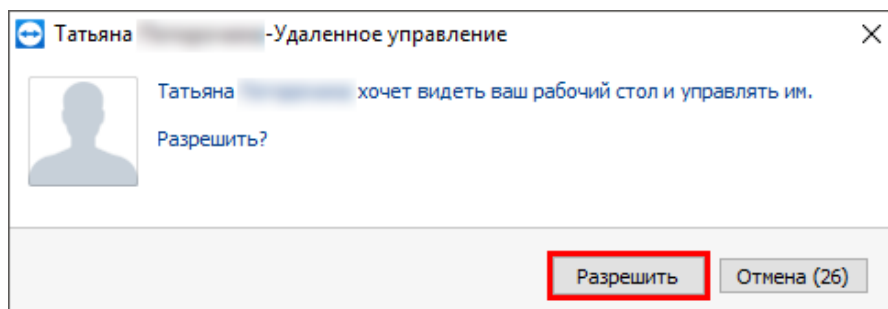 Татьяна -Удаленное управление
Татьяна хочет видеть ваш рабочий стол и управлять им.
Разрешить?
Разрешить Отмена (26)